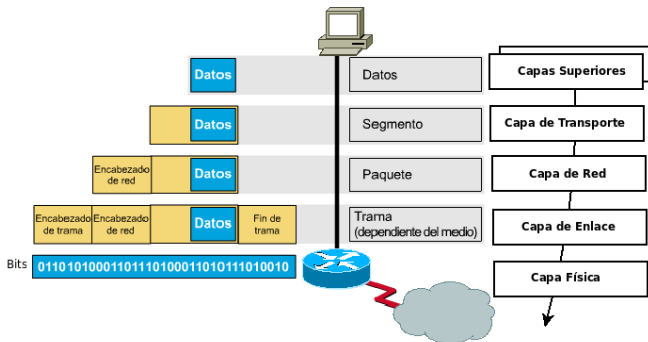 Datos
Datos
Capas Superiores
Datos
Segmento
Capa de Transporte
Encabezado
de red
Datos
Paquete
Capa de Red
Encabezado
de trama
Encabezado
de red
Datos
Fin de
trama
Trama
(dependiente del medio)
Capa de Enlace
Bits
01101010001101110100011010111010010
Capa Física